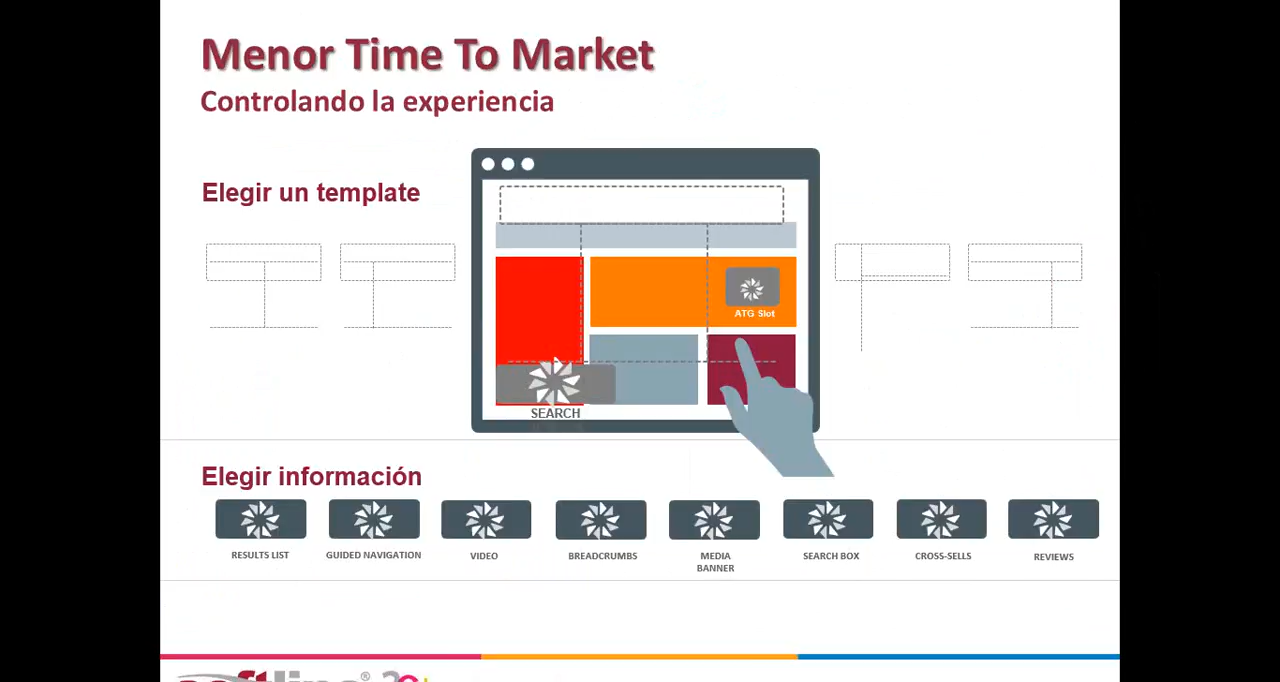 Menor Time To Market
Controlando la experiencia
Elegir un template
ATG Slot
SEARCH
Elegir información
RESULTS LIST
GUIDED NAVIGATION
VIDEO
BREADCRUMBS
MEDIA
BANNER
SEARCH BOX
CROSS-SELLS
REVIEWS
softline®